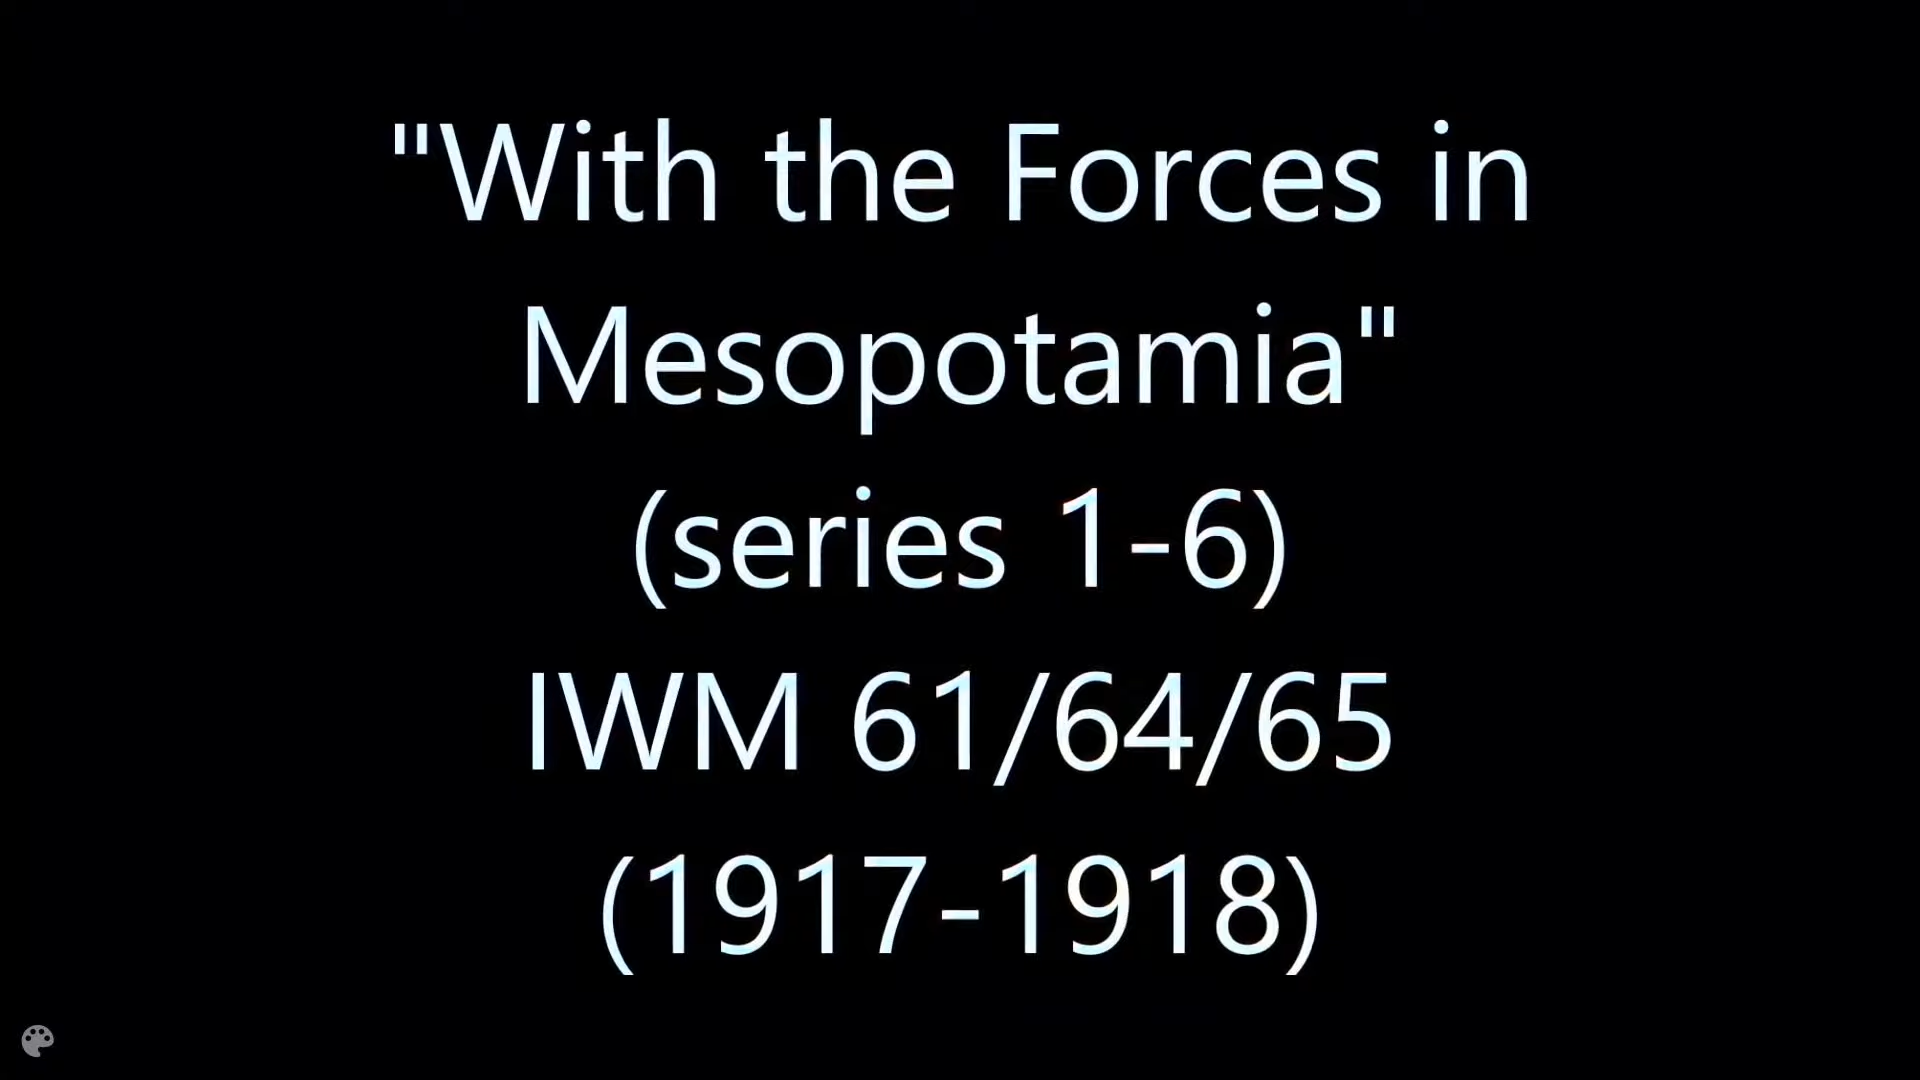 "With the Forces in
Mesopotamia"
(series 1-6)
IWM 61/64/65
(1917-1918)